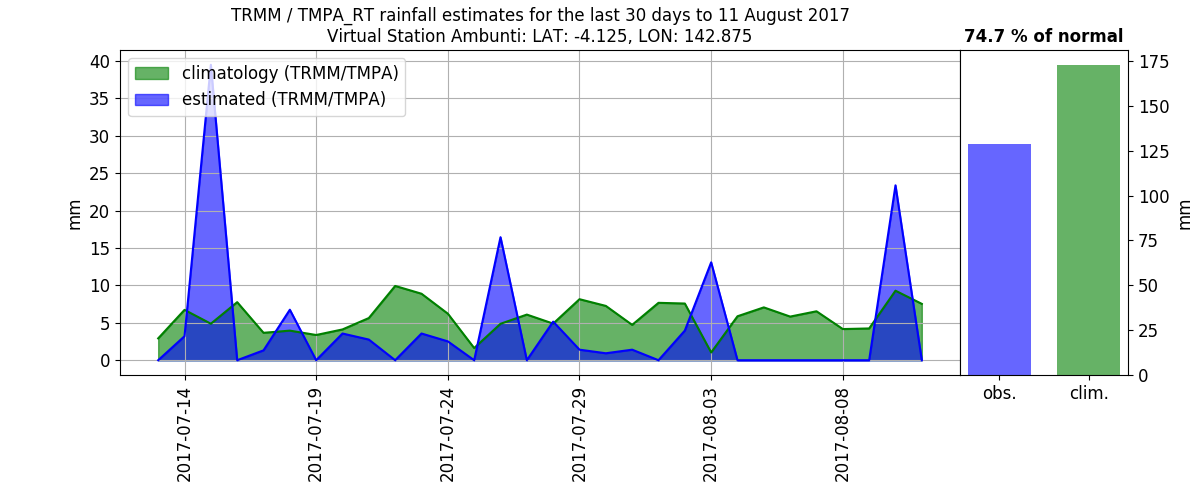 TRMM / TMPA_RT rainfall estimates for the last 30 days to 11 August 2017
Virtual Station Ambunti: LAT: -4.125, LON: 142.875
74.7 % of normal
climatology (TRMM/TMPA)
estimated (TRMM/TMPA)
mm
40
35
30
25
20
15
10
5
0
2017-07-14
2017-07-19
2017-07-24
2017-07-29
2017-08-03
2017-08-08
175
150
125
100
75
50
25
0
mm
obs.
clim.